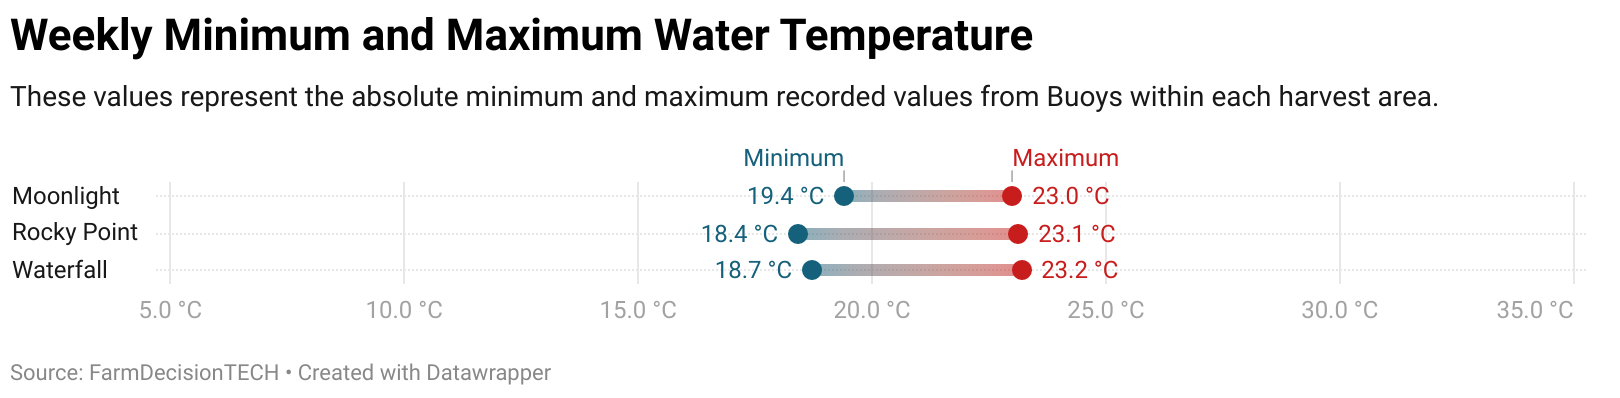 Weekly Minimum and Maximum Water Temperature
These values represent the absolute minimum and maximum recorded values from Buoys within each harvest area.
Minimum Maximum
Moonlight 19.4 °C 23.0 °C
Rocky Point 18.4 °C 23.1 °C
Waterfall 18.7 °C 23.2 °C
5.0 °C 10.0 °C 15.0 °C 20.0 °C 25.0 °C 30.0 °C 35.0 °C
Source: FarmDecisionTECH • Created with Datawrapper